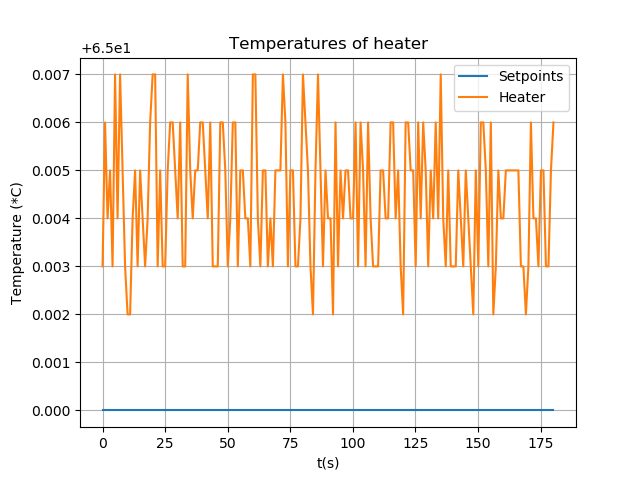 Temperatures of heater
+6.5e1
0.007
0.006
0.005
0.004
0.003
0.002
0.001
0.000
Temperature (*C)
Setpoints
Heater
0 25 50 75 100 125 150 175
t(s)